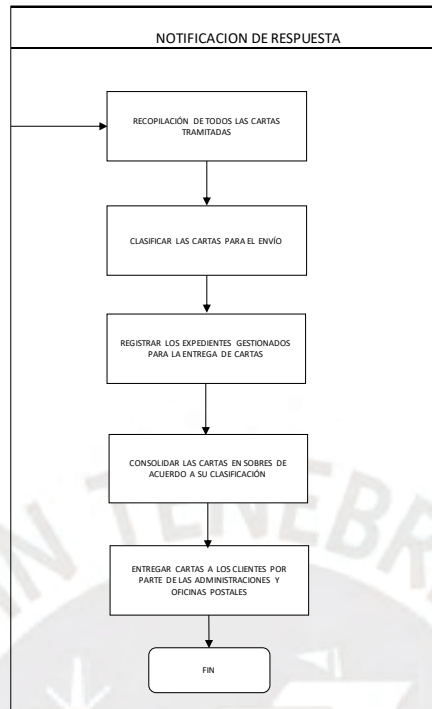 NOTIFICACION DE RESPUESTA
RECOPILACIÓN DE TODOS LAS CARTAS
TRAMITADAS
CLASIFICAR LAS CARTAS PARA EL ENVÍO
REGISTRAR LOS EXPEDIENTES GESTIONADOS
PARA LA ENTREGA DE CARTAS
CONSOLIDAR LAS CARTAS EN SOBRES DE
ACUERDO A SU CLASIFICACIÓN
ENTREGAR CARTAS A LOS CLIENTES POR
PARTE DE LAS ADMINISTRACIONES Y
OFICINAS POSTALES
FIN
IN TENEBR